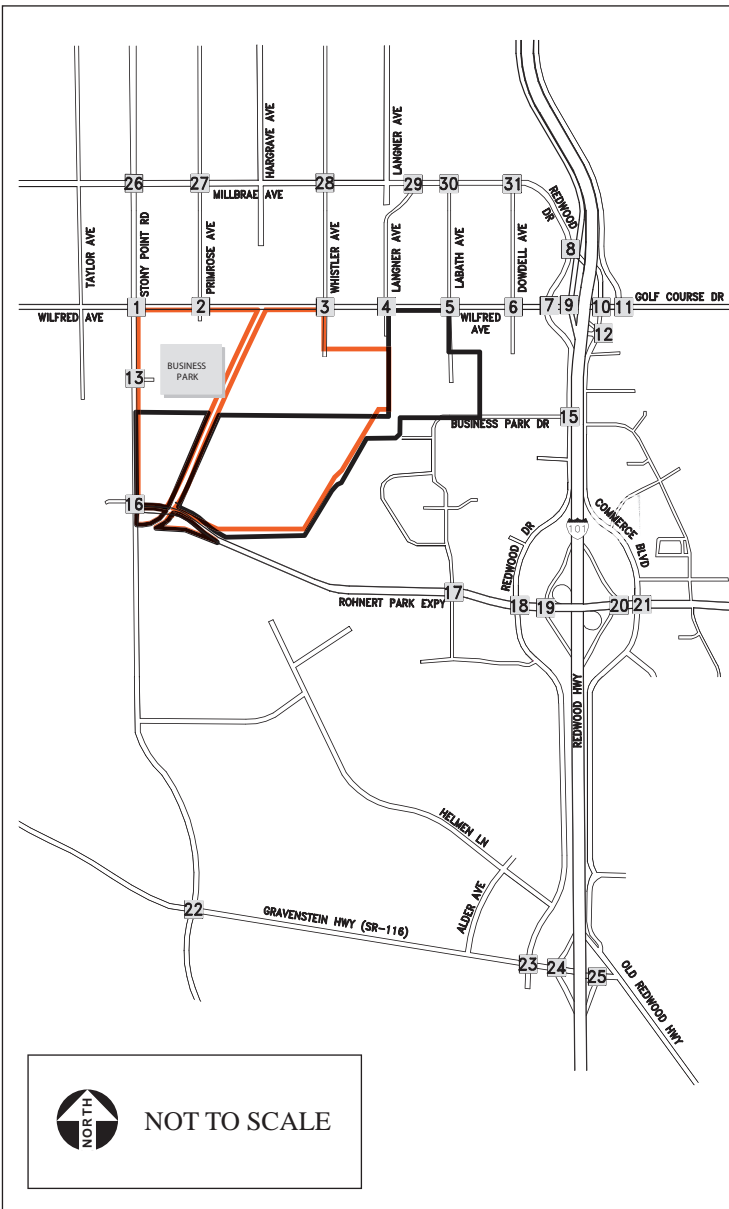 HARGRAVE AVE
LANGNER AVE
26
27
28
29
30
31
MILLBRAE AVE
REDWOOD DR
TAYLOR AVE
STONY POINT RD
PRIMROSE AVE
WHISTLER AVE
LANGNER AVE
LABATH AVE
DOWDELL AVE
8
1
2
3
4
5
6
7
9
10
11
GOLF COURSE DR
WILFRED AVE
WILFRED
AVE
12
BUSINESS
PARK
13
15
BUSINESS PARK DR
16
COMMERCE BLVD
101
REDWOOD DR
17
ROHNERT PARK EXPY
18
19
20
21
REDWOOD HWY
HELMEN LN
ALDER AVE
22
GRAVENSTEIN HWY (SR-116)
23
24
25
OLD REDWOOD HWY
NORTH
NOT TO SCALE